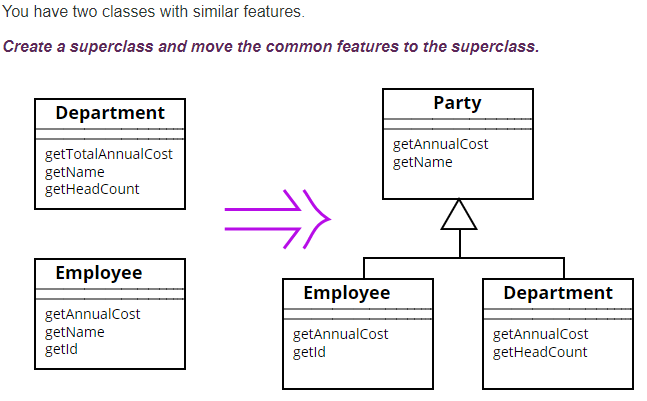 You have two classes with similar features.
Create a superclass and move the common features to the superclass.
Department
getTotalAnnualCost
getName
getHeadCount
Employee
getAnnualCost
getName
getId
Party
getAnnualCost
getName
Employee
getAnnualCost
getId
Department
getAnnualCost
getHeadCount